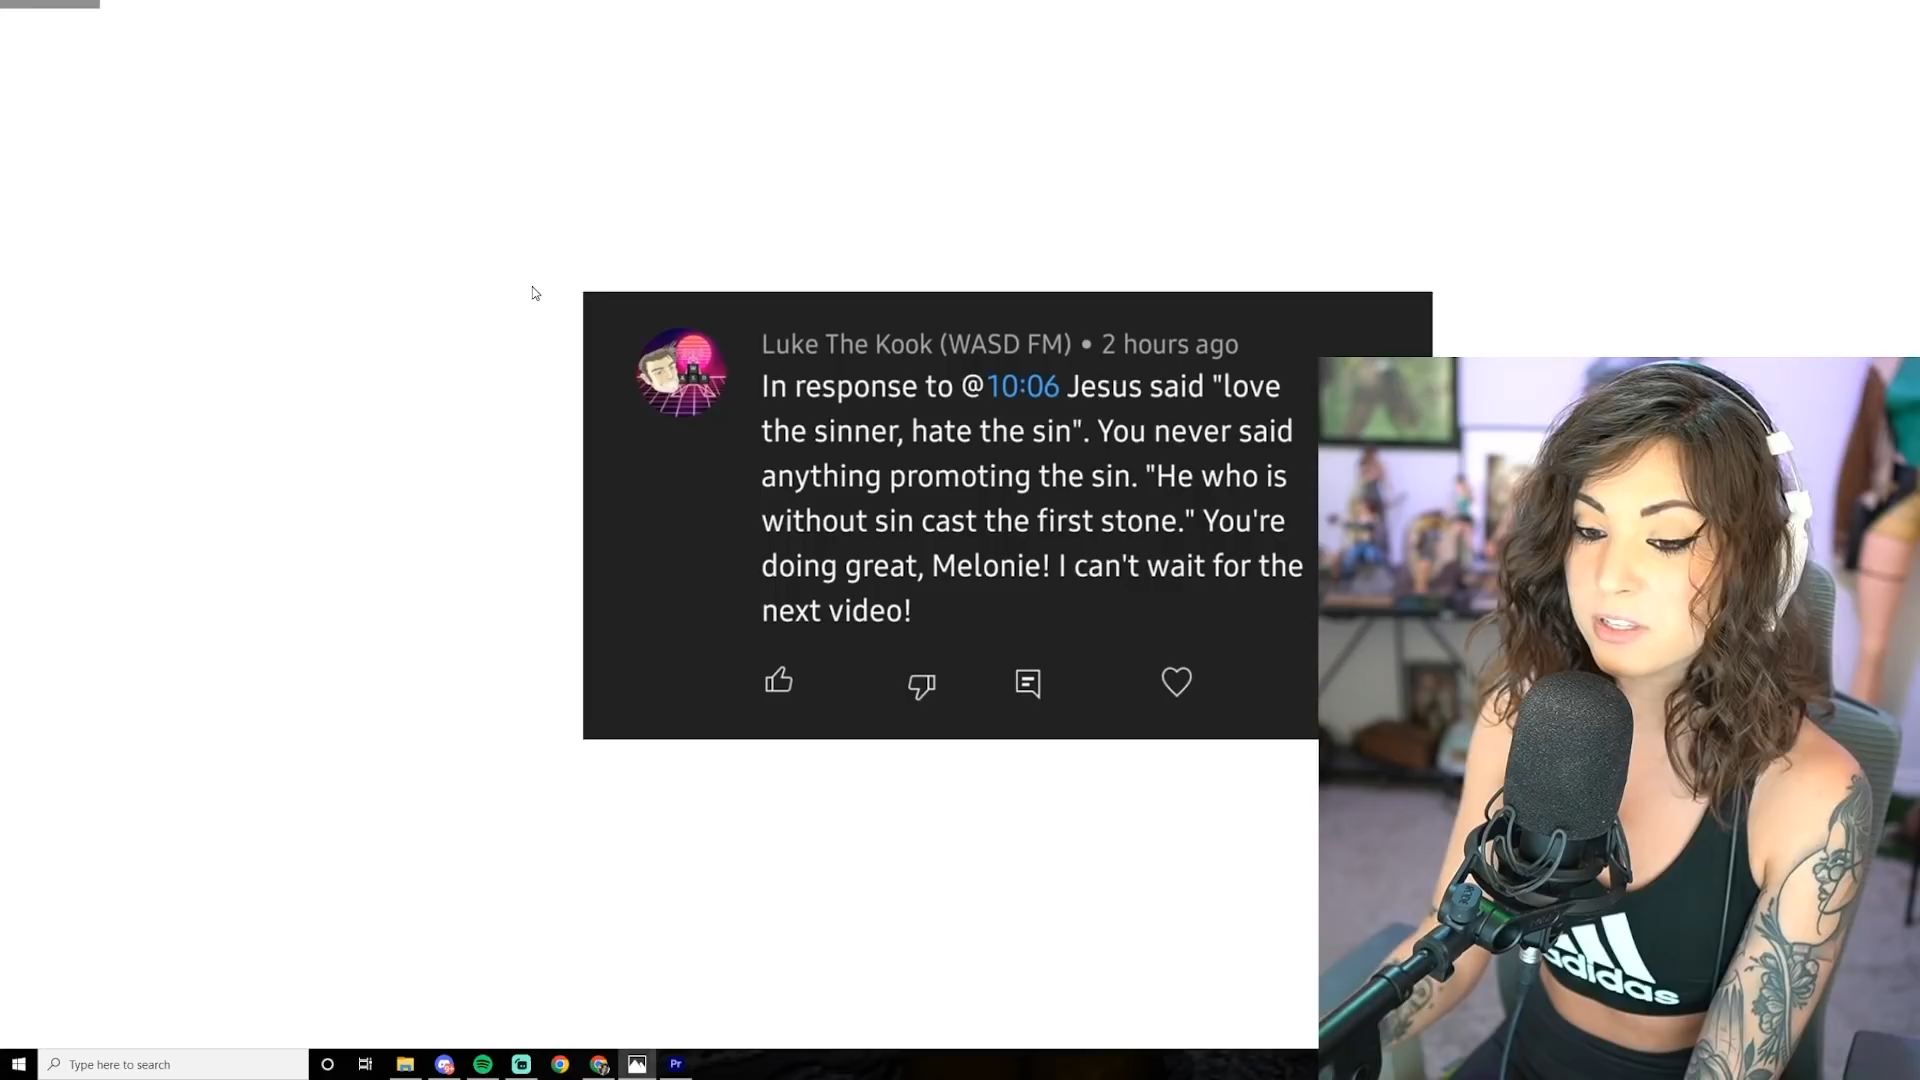 Luke The Kook (WASD FM) • 2 hours ago
In response to @10:06 Jesus said "love
the sinner, hate the sin". You never said
anything promoting the sin. "He who is
without sin cast the first stone." You're
doing great, Melonie! I can't wait for the
next video!
adidas
Type here to search
Pr